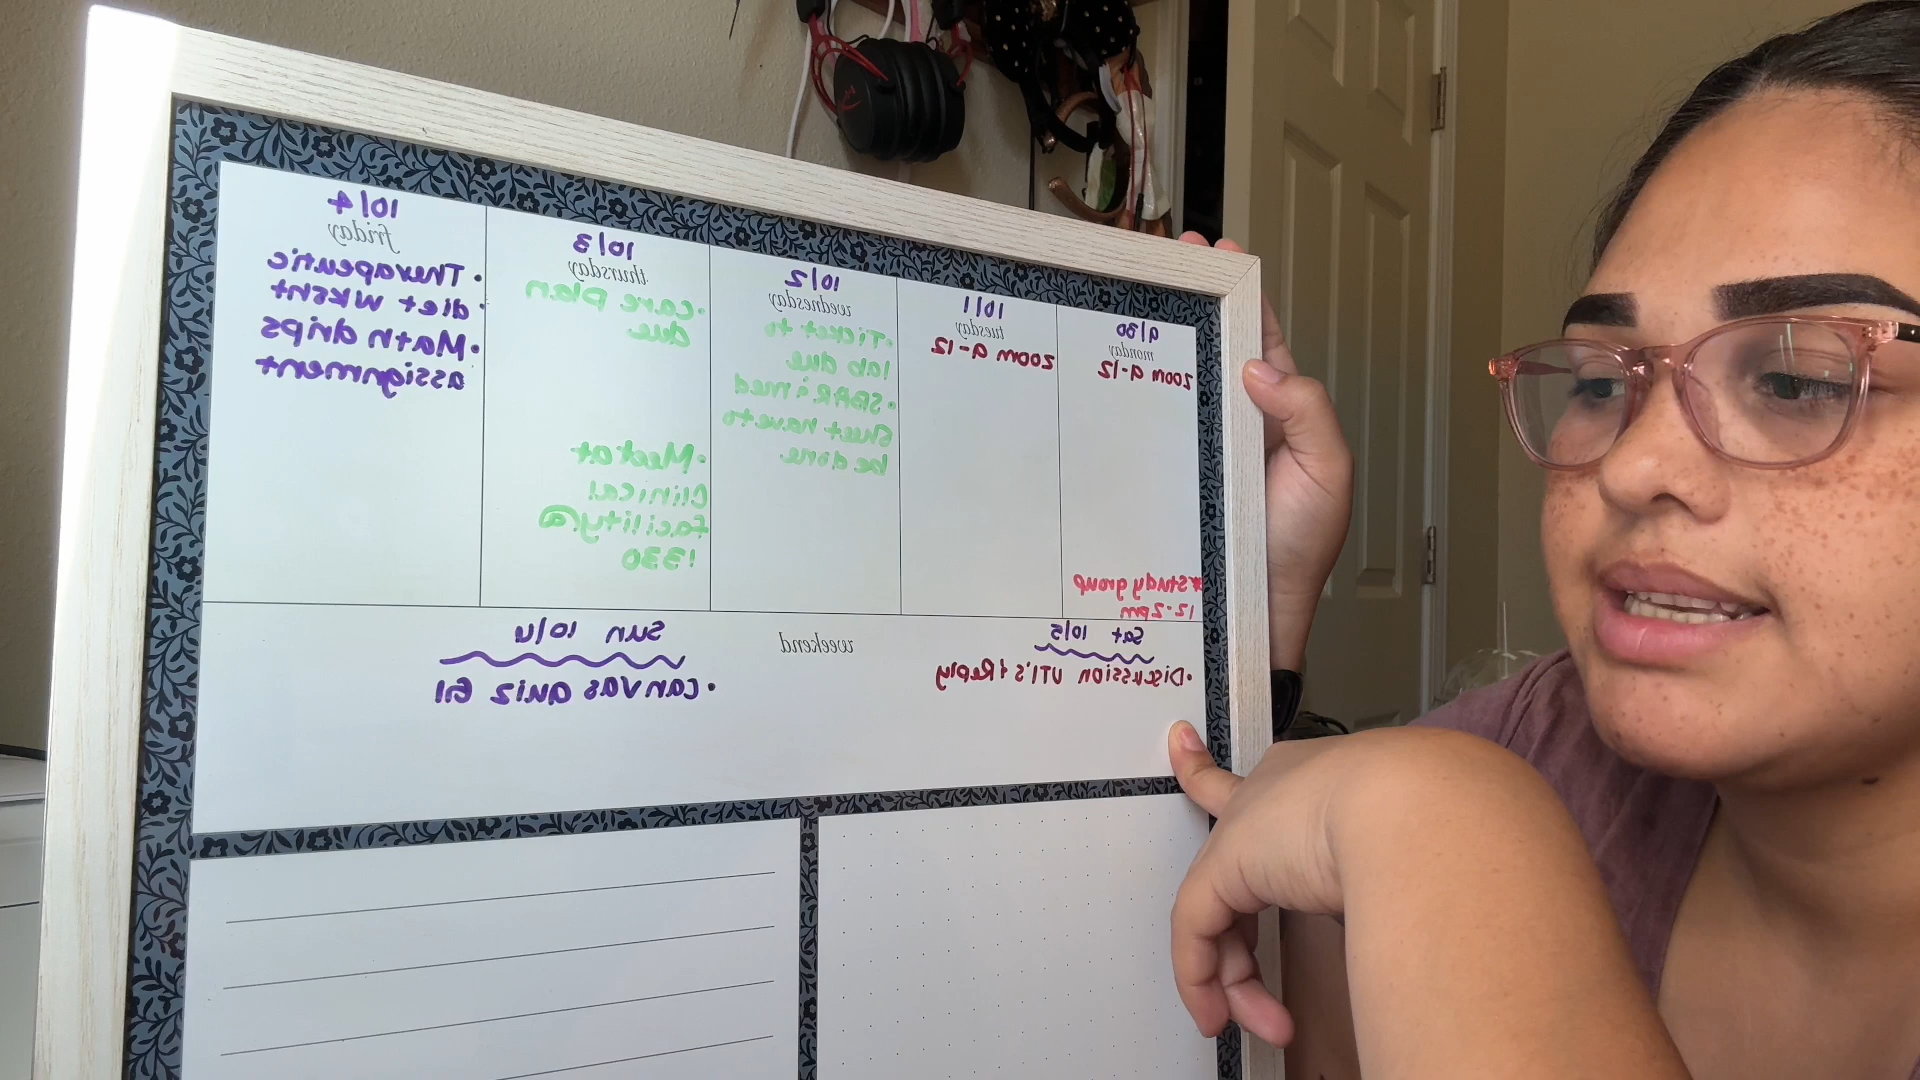 9/30
monday
zoom 9-12
*Study group
12-2pm
10/1
tuesday
zoom 9-12
10/2
wednesday
•Ticket to
lab due
•SBAR & med
Sheet have to
be done.
10/3
thursday
•care plan
due
•Meet at
Clinical
facility@
1330
10/4
friday
•Therapeutic
•diet wksht
•Math drips
assignment
weekend
Sat 10/5
•Discussion UTI's & Reply
Sun 10/6
•Canvas quiz 6.1